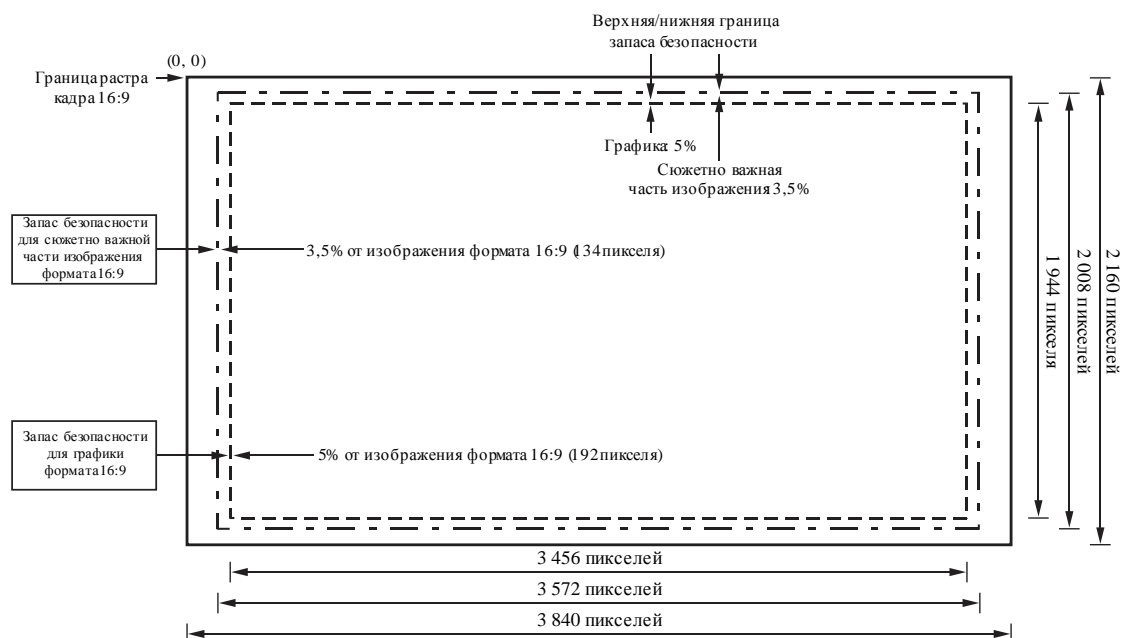 Верхняя/нижняя граница
запаса безопасности
(0, 0)
Граница растра
кадра 16:9
Графика: 5%
Сюжетно важная
часть изображения 3,5%
Запас безопасности
для сюжетно важной
части изображения
формата 16:9
3,5% от изображения формата 16:9 (134 пикселя)
1 944 пикселя
2 008 пикселей
2 160 пикселей
Запас безопасности
для графики
формата 16:9
5% от изображения формата 16:9 (192 пикселя)
3 456 пикселей
3 572 пикселей
3 840 пикселей